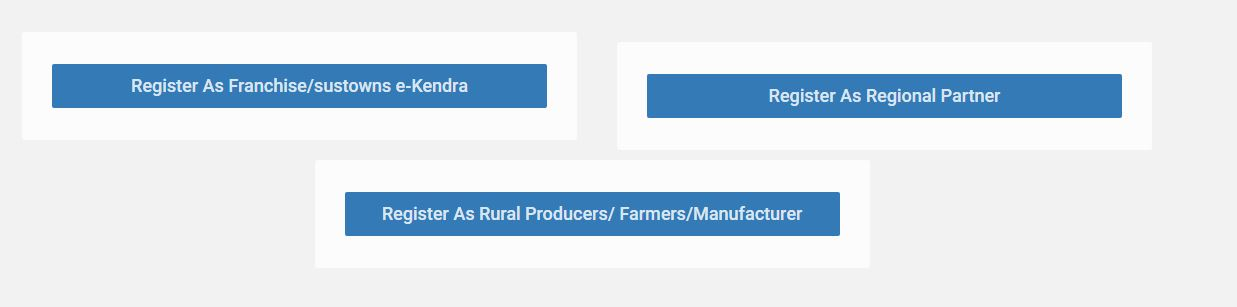 Register As Franchise/sustowns e-Kendra
Register As Regional Partner
Register As Rural Producers/ Farmers/Manufacturer